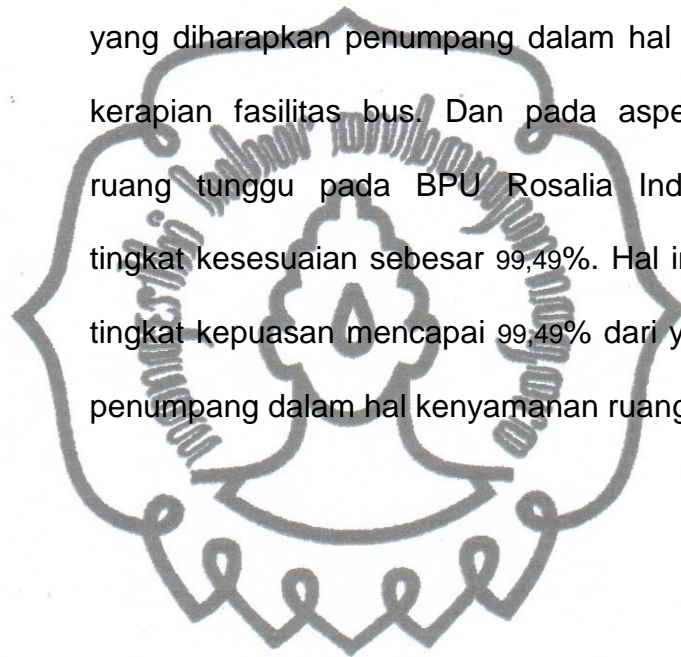 yang diharapkan penumpang dalam hal
kerapian fasilitas bus. Dan pada aspe
ruang tunggu pada BPU Rosalia Ind
tingkat kesesuaian sebesar 99,49%. Hal in
tingkat kepuasan mencapai 99,49% dari y
penumpang dalam hal kenyamanan ruang